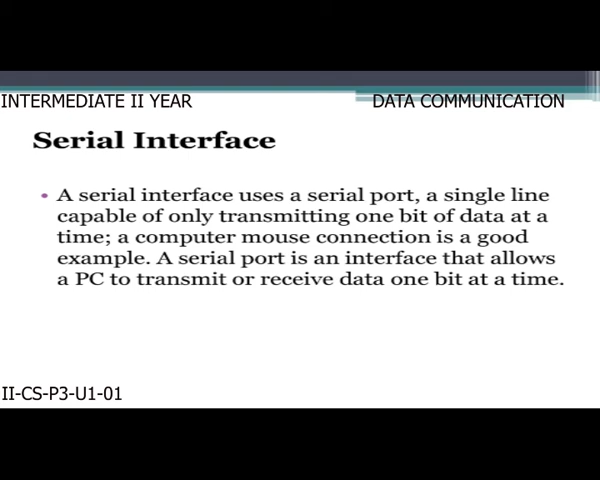 INTERMEDIATE II YEAR
DATA COMMUNICATION
Serial Interface
• A serial interface uses a serial port, a single line
capable of only transmitting one bit of data at a
time; a computer mouse connection is a good
example. A serial port is an interface that allows
a PC to transmit or receive data one bit at a time.
II-CS-P3-U1-01